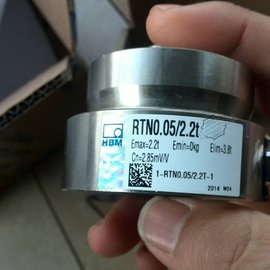 HBM
RTN0.05/2.2t
Emax=2.2t Emin=0kg Elim=3.8t
Cn=2.85mV/V
1-RTN0.05/2.2T-1
2014 W24